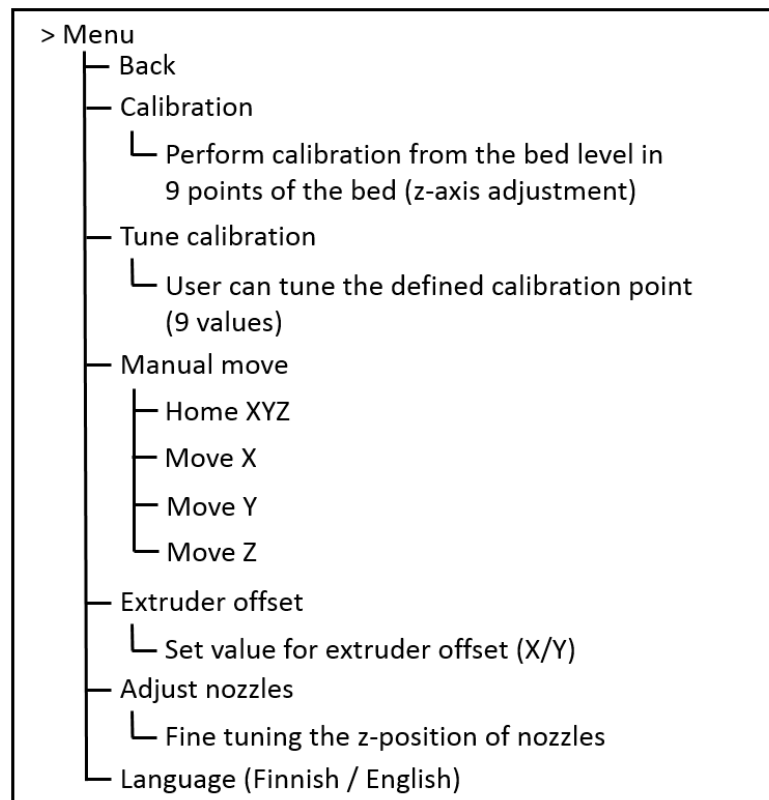 > Menu
Back
Calibration
Perform calibration from the bed level in
9 points of the bed (z-axis adjustment)
Tune calibration
User can tune the defined calibration point
(9 values)
Manual move
Home XYZ
Move X
Move Y
Move Z
Extruder offset
Set value for extruder offset (X/Y)
Adjust nozzles
Fine tuning the z-position of nozzles
Language (Finnish / English)